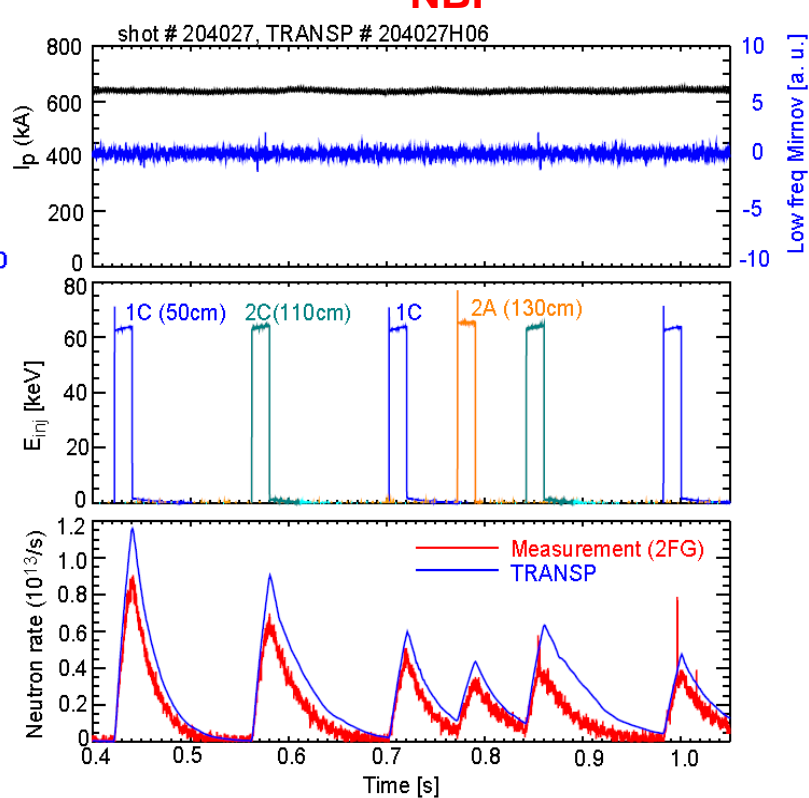 shot # 204027, TRANSP # 204027H06
800
600
400
200
0
I_p (kA)
10
5
0
-5
-10
Low freq Mirnov [a. u.]
80
60
40
20
0
E_inj [keV]
1C (50cm)
2C(110cm)
1C
2A (130cm)
1.2
1.0
0.8
0.6
0.4
0.2
0
Neutron rate (10^13/s)
Measurement (2FG)
TRANSP
0.4 0.5 0.6 0.7 0.8 0.9 1.0
Time [s]